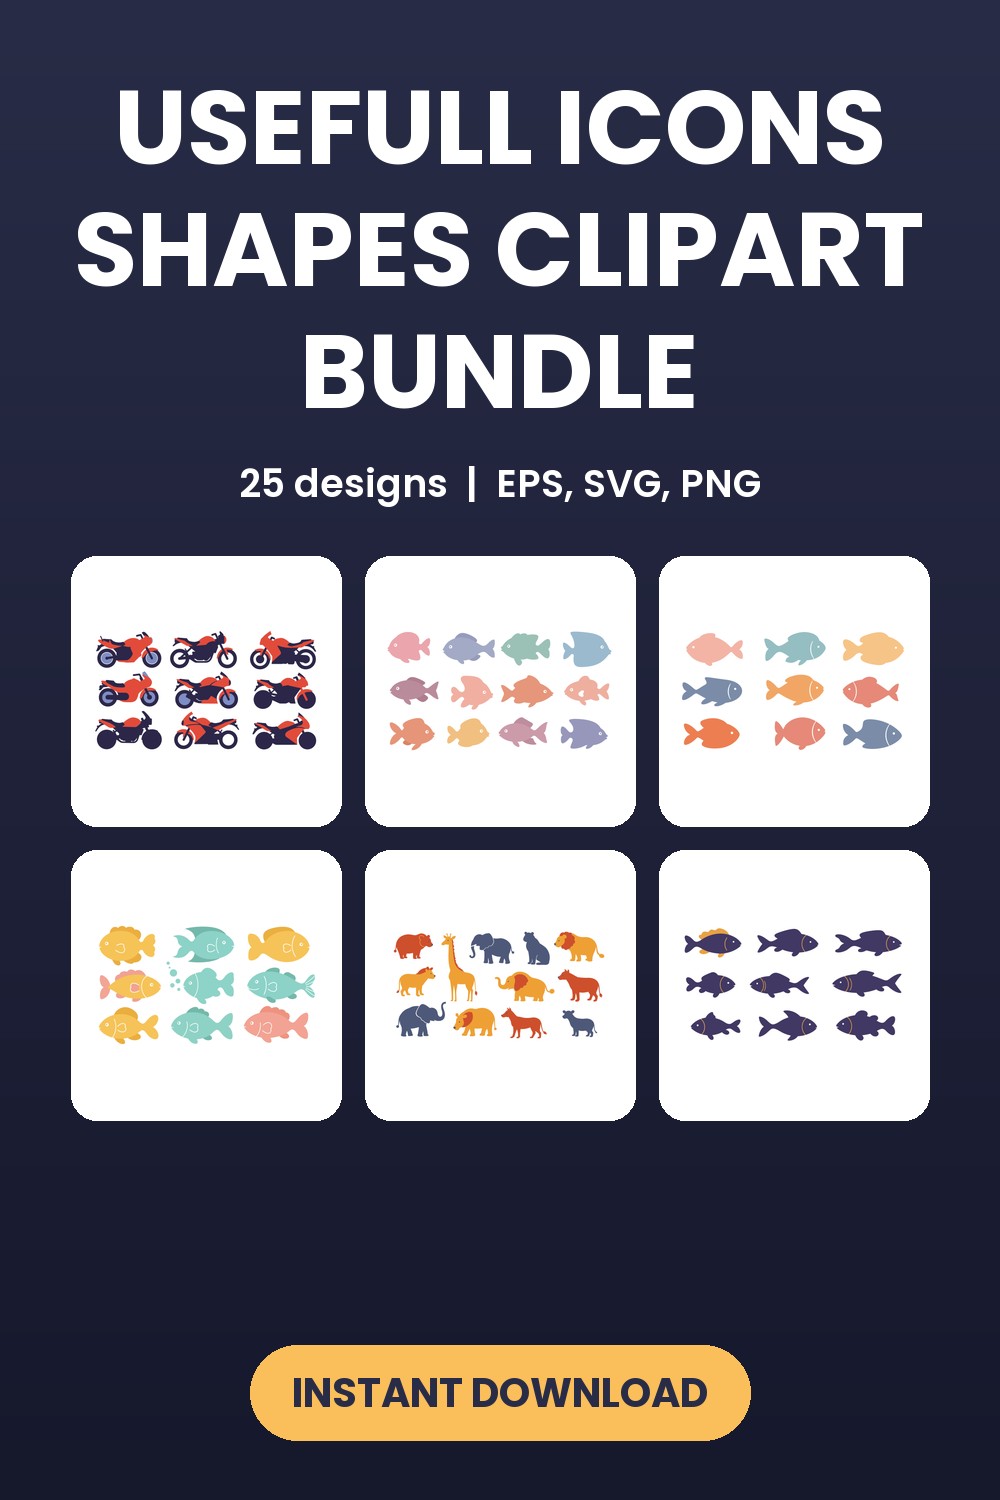 USEFULL ICONS
SHAPES CLIPART
BUNDLE
25 designs | EPS, SVG, PNG
INSTANT DOWNLOAD